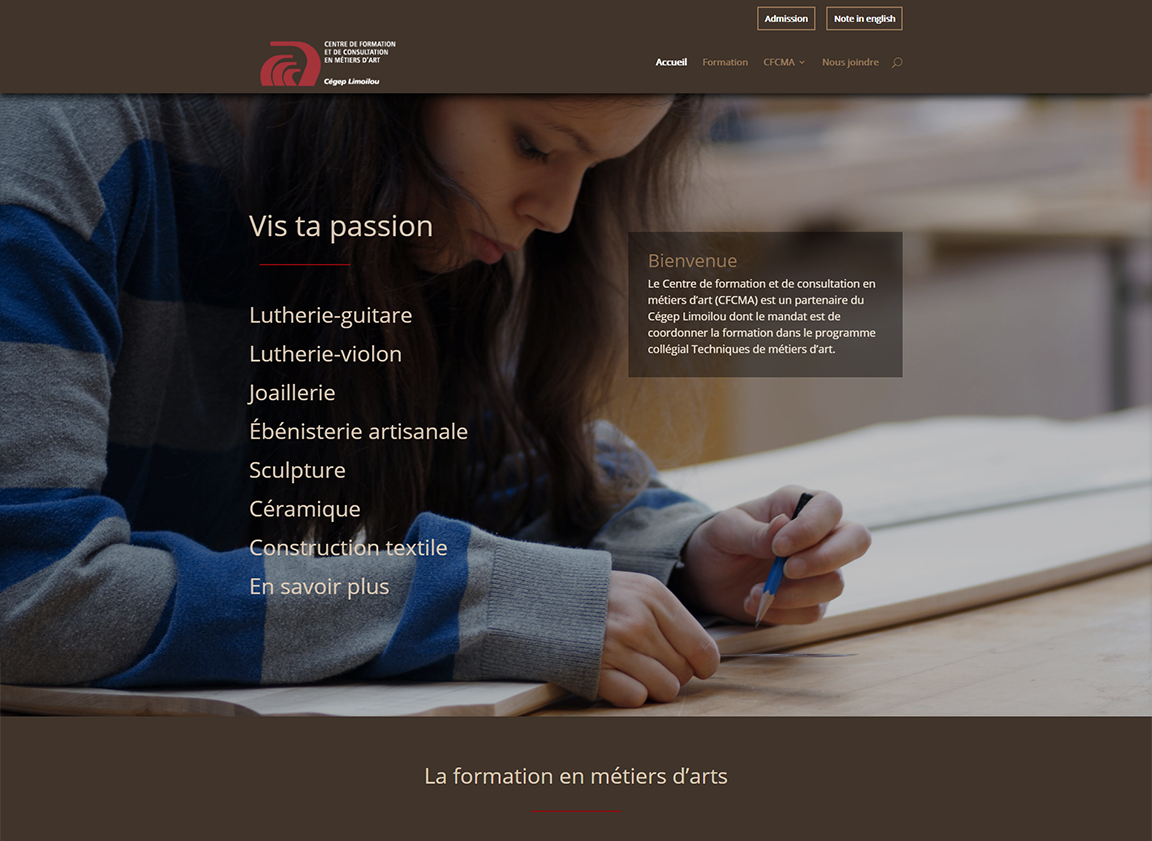 Admission
Note in english
CENTRE DE FORMATION
ET DE CONSULTATION
EN MÉTIERS D'ART
Cégep Limoilou
Accueil
Formation
CFCMA
Nous joindre
Vis ta passion
Lutherie-guitare
Lutherie-violon
Joaillerie
Ébénisterie artisanale
Sculpture
Céramique
Construction textile
En savoir plus
Bienvenue
Le Centre de formation et de consultation en
métiers d’art (CFCMA) est un partenaire du
Cégep Limoilou dont le mandat est de
coordonner la formation dans le programme
collégial Techniques de métiers d’art.
La formation en métiers d’arts